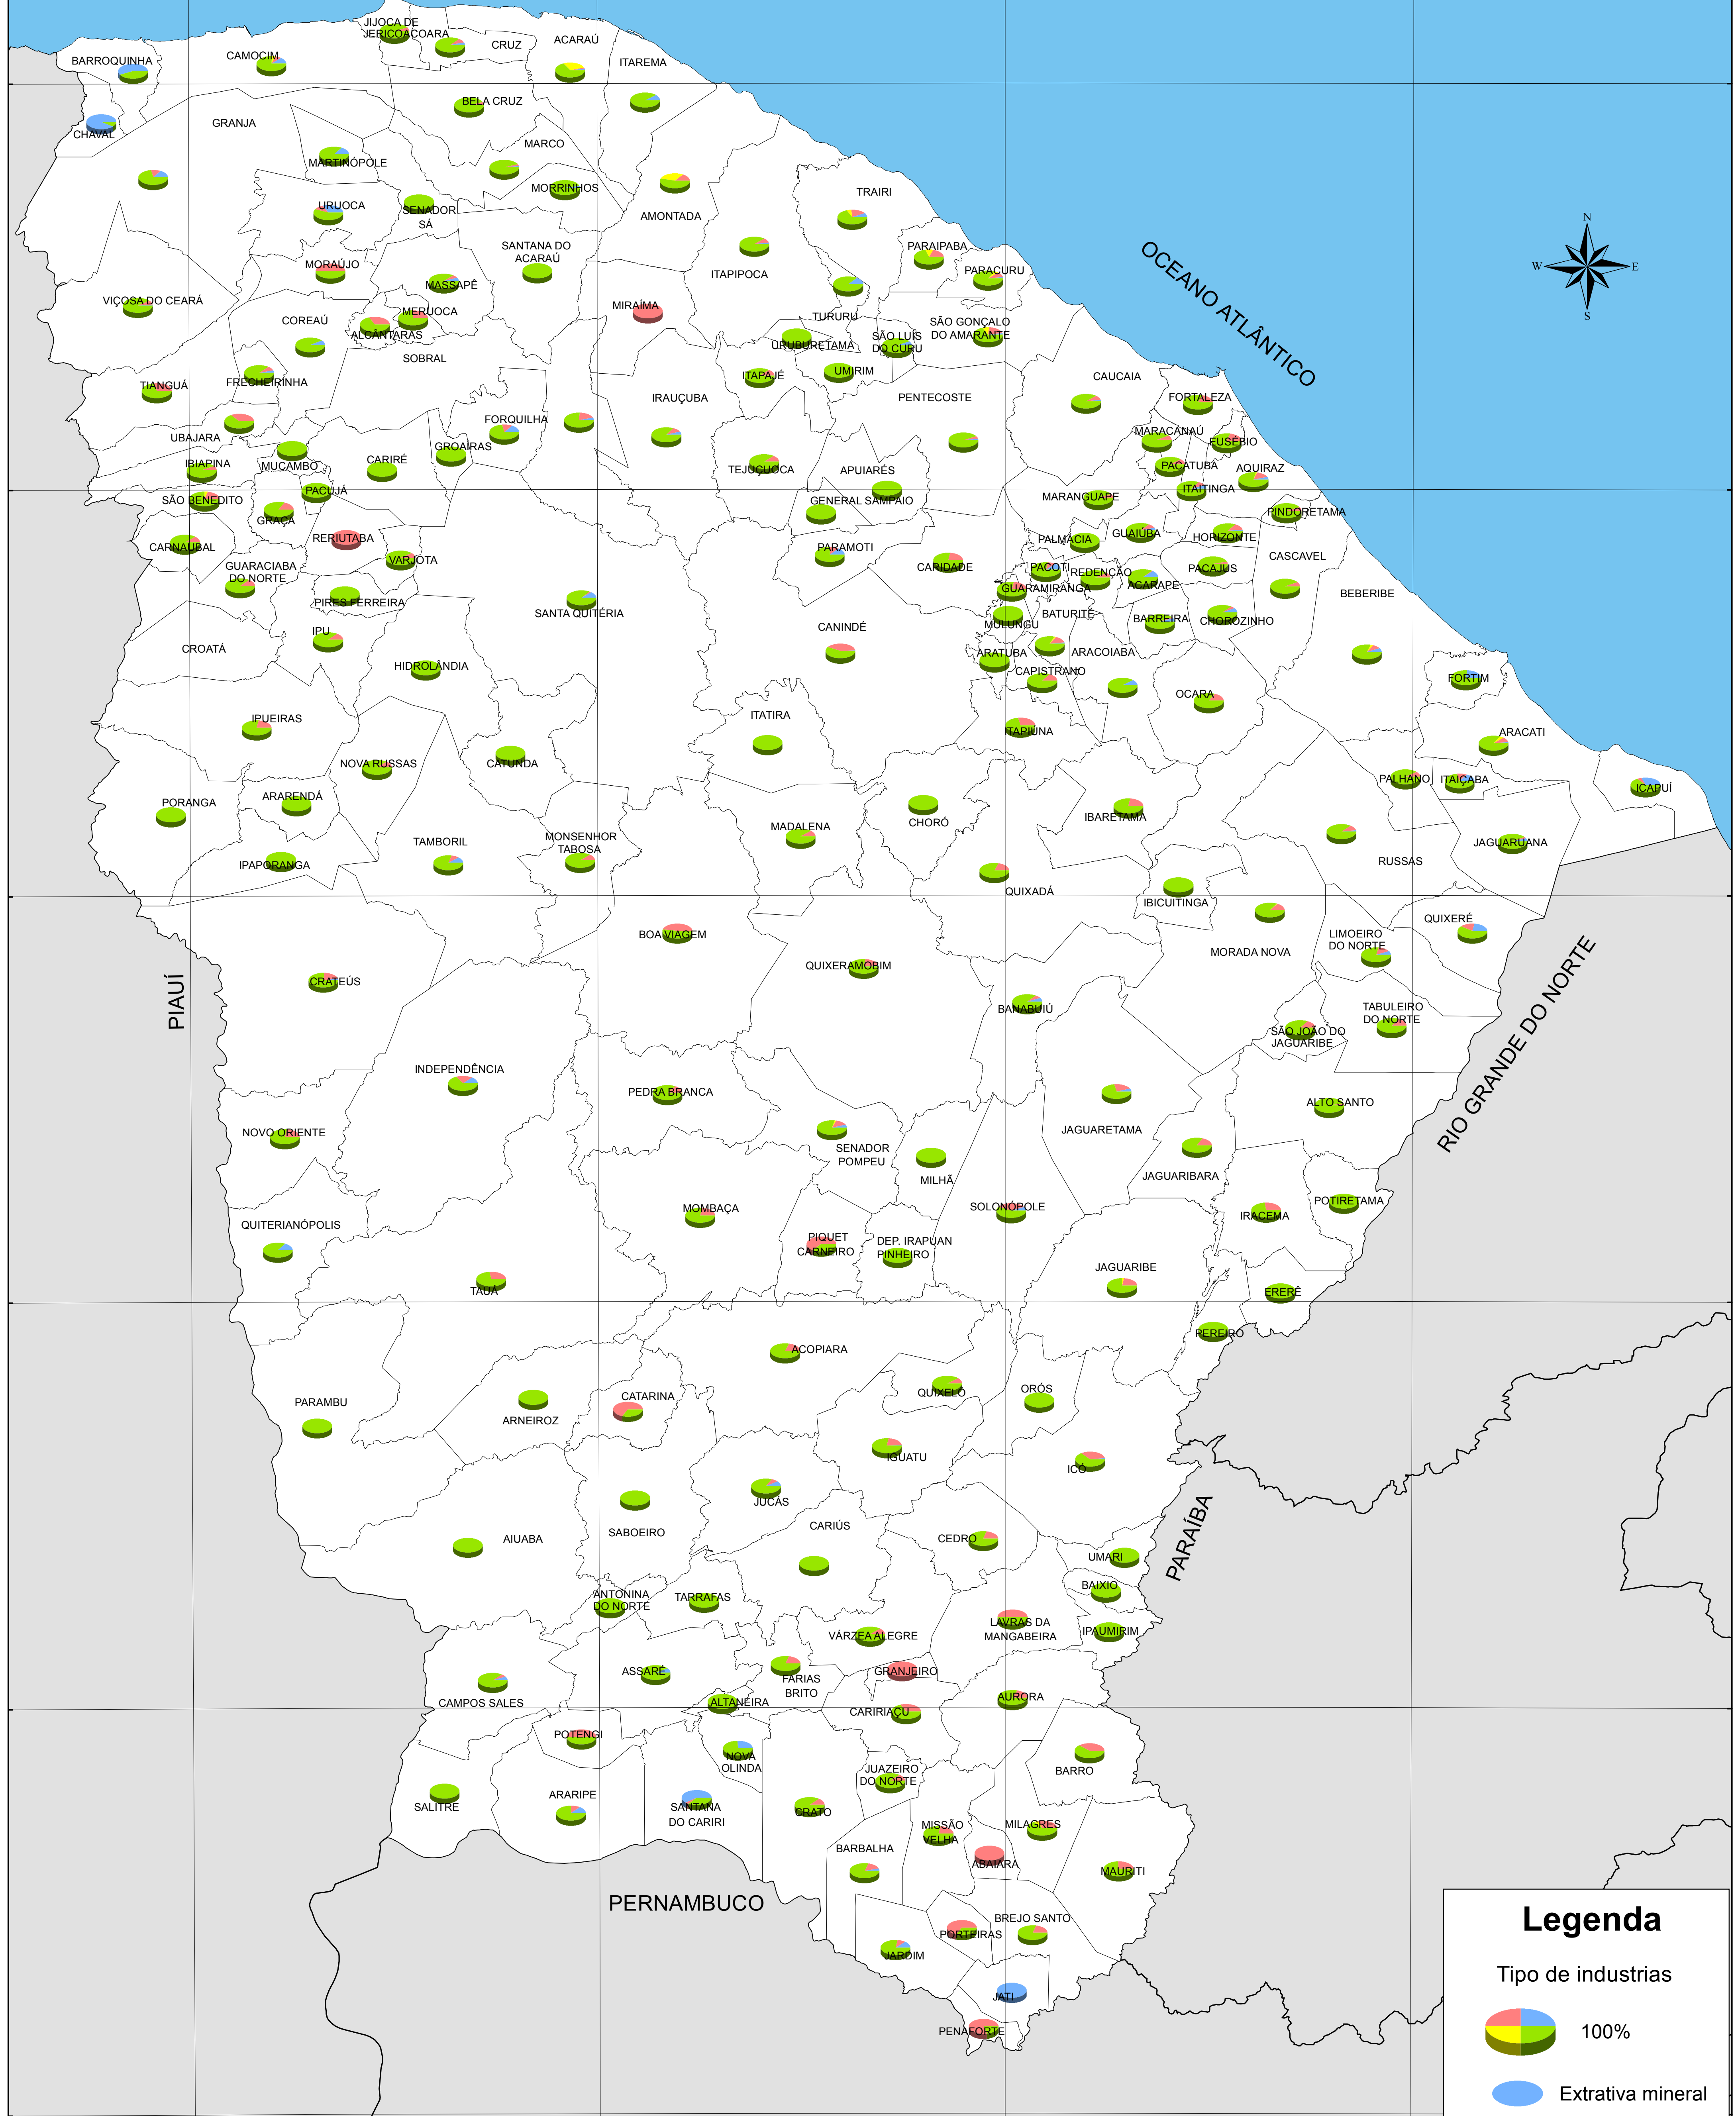 JIJOCA DE
JERICOACOARA
CRUZ
ACARAÚ
BARROQUINHA
CAMOCIM
ITAREMA
BELA CRUZ
CHAVAL
GRANJA
MARCO
MARTINÓPOLE
MORRINHOS
TRAIRI
URUOCA
SENADOR
SÁ
AMONTADA
N
W
E
S
SANTANA DO
ACARAÚ
PARAIPABA
OCEANO ATLÂNTICO
MORAÚJO
MASSAPÊ
ITAPIPOCA
PARACURU
VIÇOSA DO CEARÁ
MERUOCA
MIRAÍMA
TURURU
COREAÚ
ALCÂNTARAS
SÃO GONÇALO
DO AMARANTE
URUBURETAMA
SÃO LUÍS
DO CURU
SOBRAL
TIANGUÁ
FRECHEIRINHA
ITAPAJÉ
UMIRIM
CAUCAIA
IRAUÇUBA
PENTECOSTE
FORTALEZA
FORQUILHA
UBAJARA
GROAÍRAS
MARACANAÚ
EUSÉBIO
IBIAPINA
MUCAMBO
CARIRÉ
TEJUÇUOCA
APUIARÉS
PACATUBA
AQUIRAZ
SÃO BENEDITO
PACUJÁ
GENERAL SAMPAIO
MARANGUAPE
ITAITINGA
GRAÇA
PINDORETAMA
CARNAUBAL
RERIUTABA
PARAMOTI
PALMÁCIA
GUAIÚBA
HORIZONTE
VARJOTA
CASCAVEL
GUARACIABA
DO NORTE
CARIDADE
PACOTI
REDENÇÃO
PACAJUS
GUARAMIRANGA
ACARAPE
BEBERIBE
PIRES FERREIRA
SANTA QUITÉRIA
MULUNGU
BATURITÉ
BARREIRA
CHOROZINHO
IPU
CANINDÉ
CROATÁ
ARATUBA
ARACOIABA
HIDROLÂNDIA
CAPISTRANO
FORTIM
OCARA
IPUEIRAS
ITATIRA
ITAPIUNA
ARACATI
NOVA RUSSAS
CATUNDA
PALHANO
ITAIÇABA
ICAPUÍ
PORANGA
ARARENDÁ
MADALENA
CHORÓ
IBARETAMA
TAMBORIL
MONSENHOR
TABOSA
JAGUARUANA
IPAPORANGA
RUSSAS
QUIXADÁ
IBICUITINGA
QUIXERÉ
BOA VIAGEM
LIMOEIRO
DO NORTE
MORADA NOVA
QUIXERAMOBIM
CRATEÚS
PIAUÍ
BANABUIÚ
TABULEIRO
DO NORTE
SÃO JOÃO DO
JAGUARIBE
RIO GRANDE DO NORTE
INDEPENDÊNCIA
PEDRA BRANCA
ALTO SANTO
NOVO ORIENTE
JAGUARETAMA
SENADOR
POMPEU
JAGUARIBARA
MILHÃ
POTIRETAMA
MOMBAÇA
SOLONÓPOLE
IRACEMA
QUITERIANÓPOLIS
PIQUET
CARNEIRO
DEP. IRAPUAN
PINHEIRO
JAGUARIBE
TAUÁ
ERERÊ
PEREIRO
ACOPIARA
QUIXELÔ
ORÓS
CATARINA
PARAMBU
ARNEIROZ
IGUATU
ICÓ
JUCÁS
PARAÍBA
SABOEIRO
CARIÚS
AIUABA
CEDRO
UMARI
BAIXIO
ANTONINA
DO NORTE
TARRAFAS
LAVRAS DA
MANGABEIRA
IPAUMIRIM
VÁRZEA ALEGRE
ASSARÉ
GRANJEIRO
FARIAS
BRITO
CAMPOS SALES
ALTANEIRA
AURORA
CARIRIAÇU
POTENGI
NOVA
OLINDA
JUAZEIRO
DO NORTE
BARRO
ARARIPE
SALITRE
SANTANA
DO CARIRI
CRATO
MISSÃO
VELHA
MILAGRES
BARBALHA
ABAIARA
MAURITI
PERNAMBUCO
BREJO SANTO
PORTEIRAS
JARDIM
JATI
PENAFORTE
Legenda
Tipo de industrias
100%
Extrativa mineral